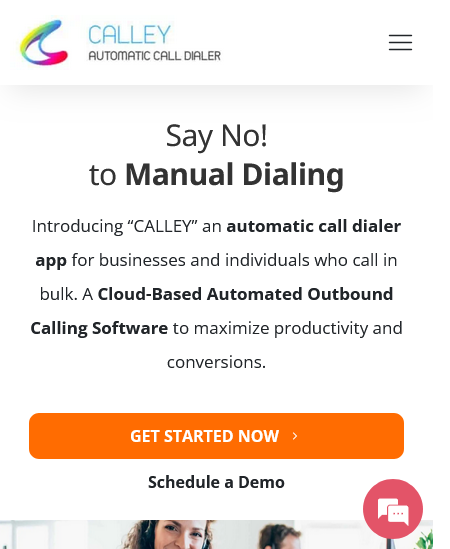 CALLEY
AUTOMATIC CALL DIALER
Say No!
to Manual Dialing
Introducing “CALLEY” an automatic call dialer
app for businesses and individuals who call in
bulk. A Cloud-Based Automated Outbound
Calling Software to maximize productivity and
conversions.
GET STARTED NOW
Schedule a Demo